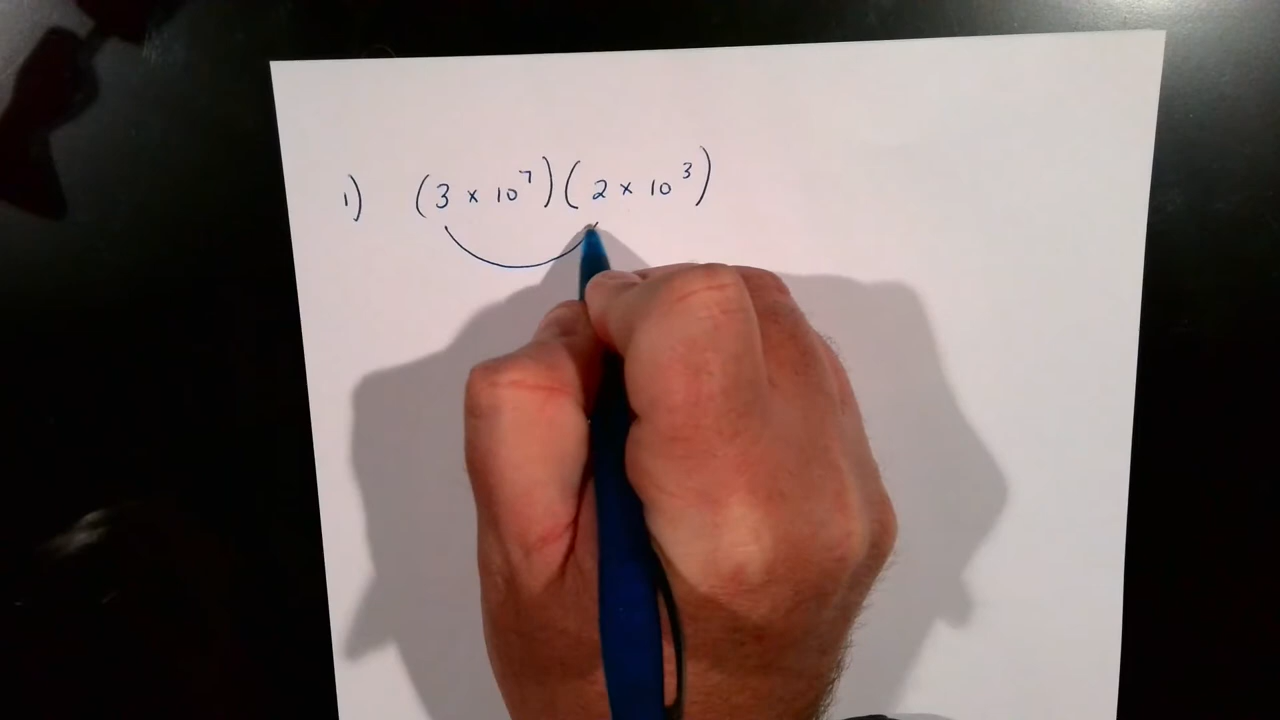 1) (3 × 10⁷)(2 × 10³)